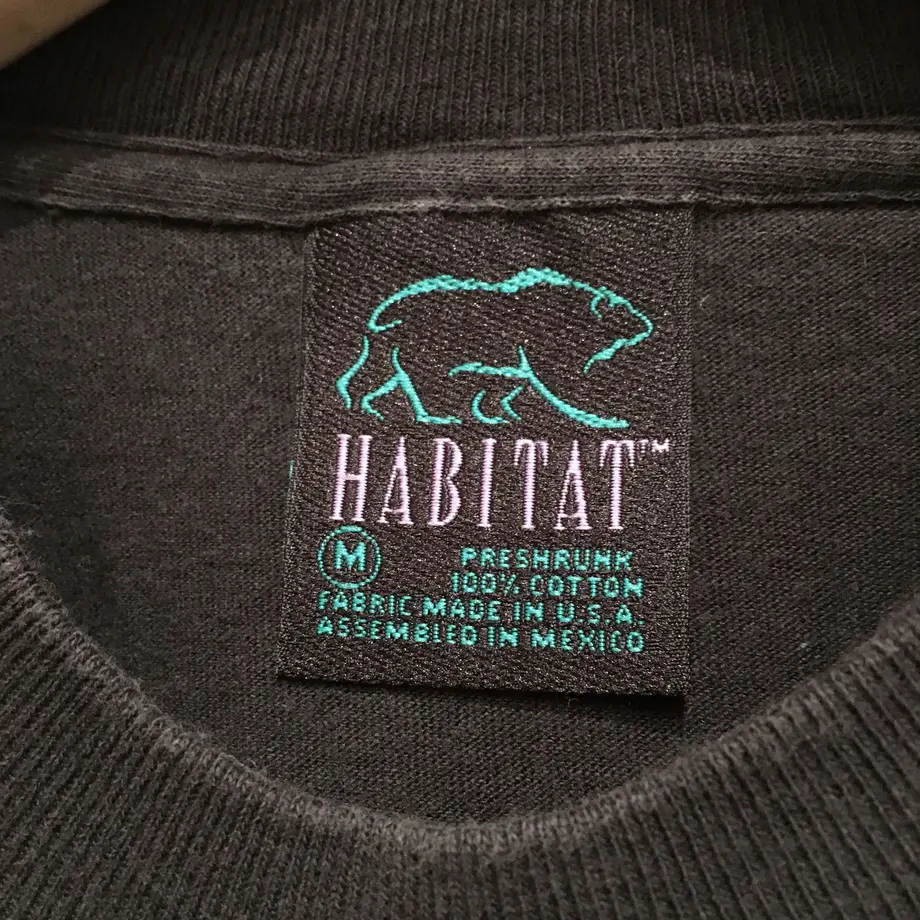 HABITAT™
M PRESHRUNK
100% COTTON
FABRIC MADE IN U.S.A.
ASSEMBLED IN MEXICO